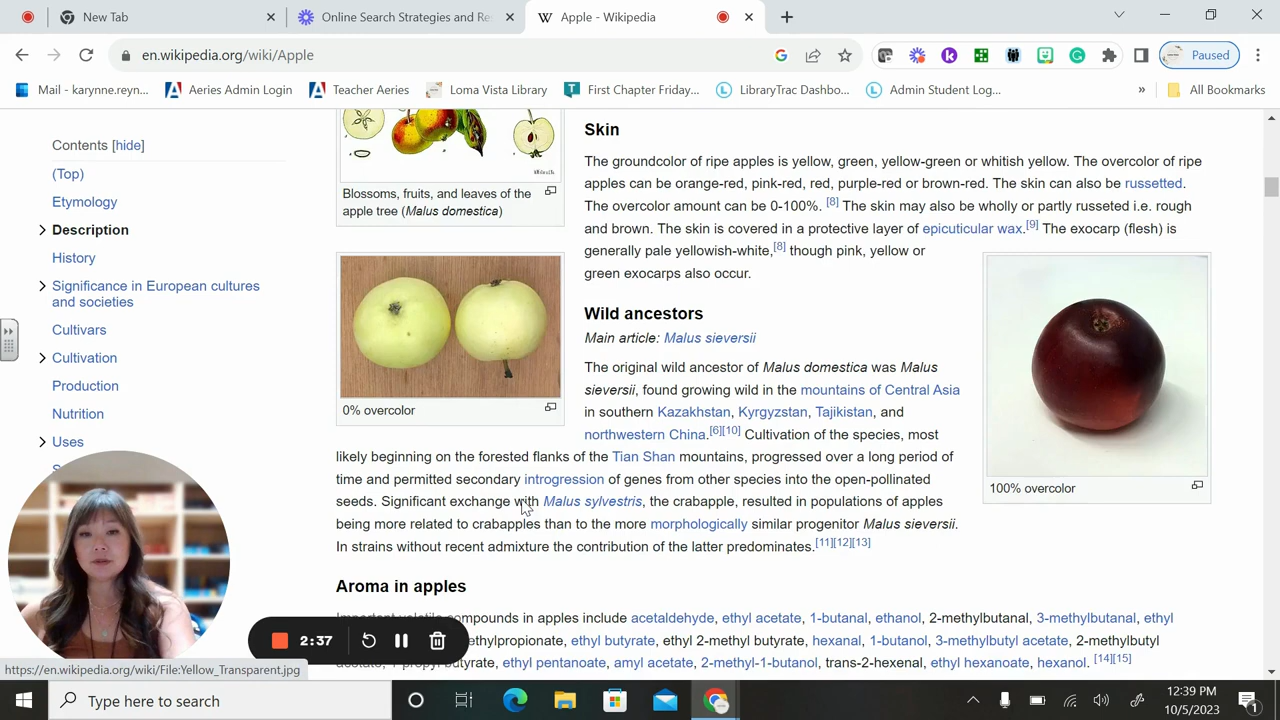 New Tab
Online Search Strategies and Re
Apple - Wikipedia
en.wikipedia.org/wiki/Apple
Paused
Mail - karynne.reyn...
Aeries Admin Login
Teacher Aeries
Loma Vista Library
First Chapter Friday...
LibraryTrac Dashbo...
Admin Student Log...
»
All Bookmarks
Contents [hide]
(Top)
Etymology
Description
History
Significance in European cultures
and societies
Cultivars
Cultivation
Production
Nutrition
Uses
Blossoms, fruits, and leaves of the
apple tree (Malus domestica)
0% overcolor
Skin
The groundcolor of ripe apples is yellow, green, yellow-green or whitish yellow. The overcolor of ripe
apples can be orange-red, pink-red, red, purple-red or brown-red. The skin can also be russetted.
The overcolor amount can be 0-100%. [8] The skin may also be wholly or partly russeted i.e. rough
and brown. The skin is covered in a protective layer of epicuticular wax.[9] The exocarp (flesh) is
generally pale yellowish-white,[8] though pink, yellow or
green exocarps also occur.
Wild ancestors
Main article: Malus sieversii
The original wild ancestor of Malus domestica was Malus
sieversii, found growing wild in the mountains of Central Asia
in southern Kazakhstan, Kyrgyzstan, Tajikistan, and
northwestern China.[6][10] Cultivation of the species, most
likely beginning on the forested flanks of the Tian Shan mountains, progressed over a long period of
time and permitted secondary introgression of genes from other species into the open-pollinated
seeds. Significant exchange with Malus sylvestris, the crabapple, resulted in populations of apples
being more related to crabapples than to the more morphologically similar progenitor Malus sieversii.
In strains without recent admixture the contribution of the latter predominates.[11][12][13]
100% overcolor
Aroma in apples
Important volatile compounds in apples include acetaldehyde, ethyl acetate, 1-butanal, ethanol, 2-methylbutanal, 3-methylbutanal, ethyl
ethylpropionate, ethyl butyrate, ethyl 2-methyl butyrate, hexanal, 1-butanol, 3-methylbutyl acetate, 2-methylbutyl
acetate, 1-propyl butyrate, ethyl pentanoate, amyl acetate, 2-methyl-1-butanol, trans-2-hexenal, ethyl hexanoate, hexanol. [14][15]
2:37
https://en.wikipedia.org/wiki/File:Yellow_Transparent.jpg
Type here to search
12:39 PM
10/5/2023
1